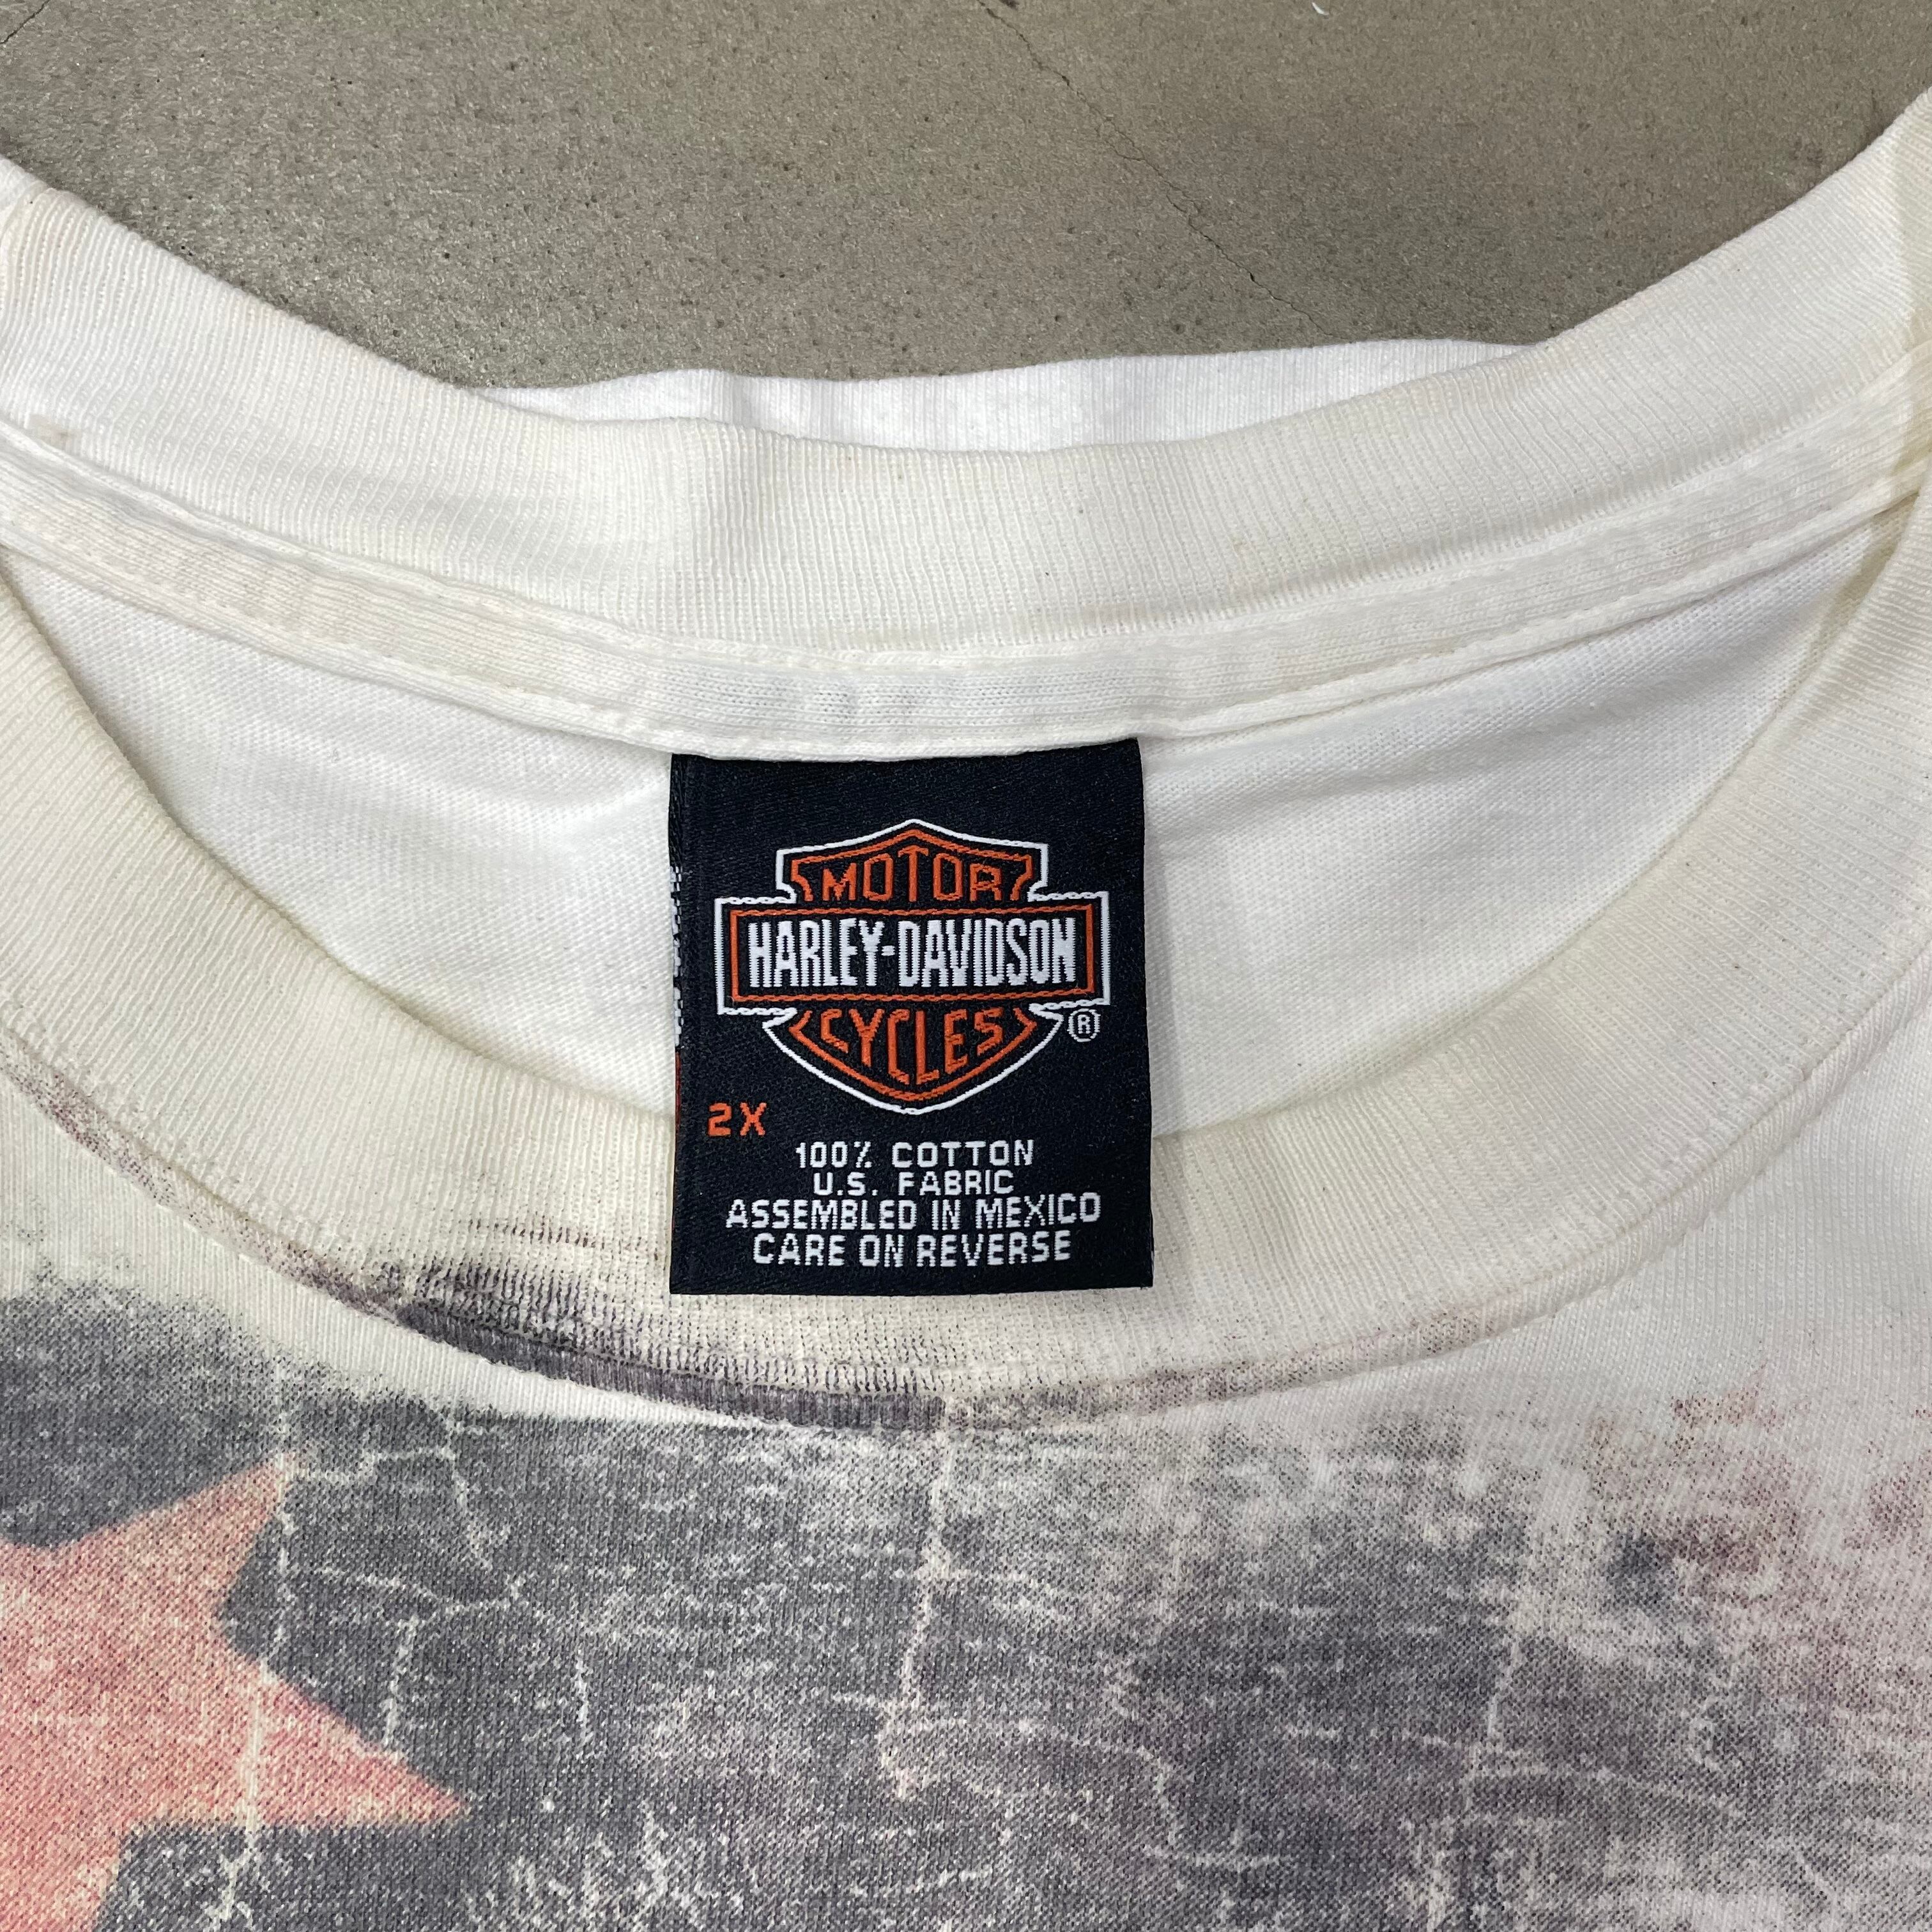 MOTOR
HARLEY-DAVIDSON
CYCLES
®
2X
100% COTTON
U.S. FABRIC
ASSEMBLED IN MEXICO
CARE ON REVERSE